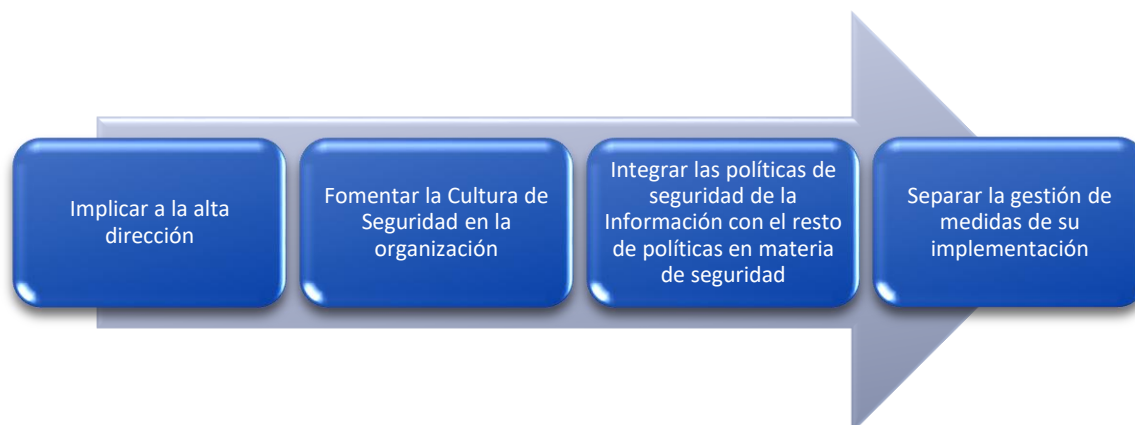 Implicar a la alta
dirección
Fomentar la Cultura de
Seguridad en la
organización
Integrar las políticas de
seguridad de la
Información con el resto
de políticas en materia
de seguridad
Separar la gestión de
medidas de su
implementación